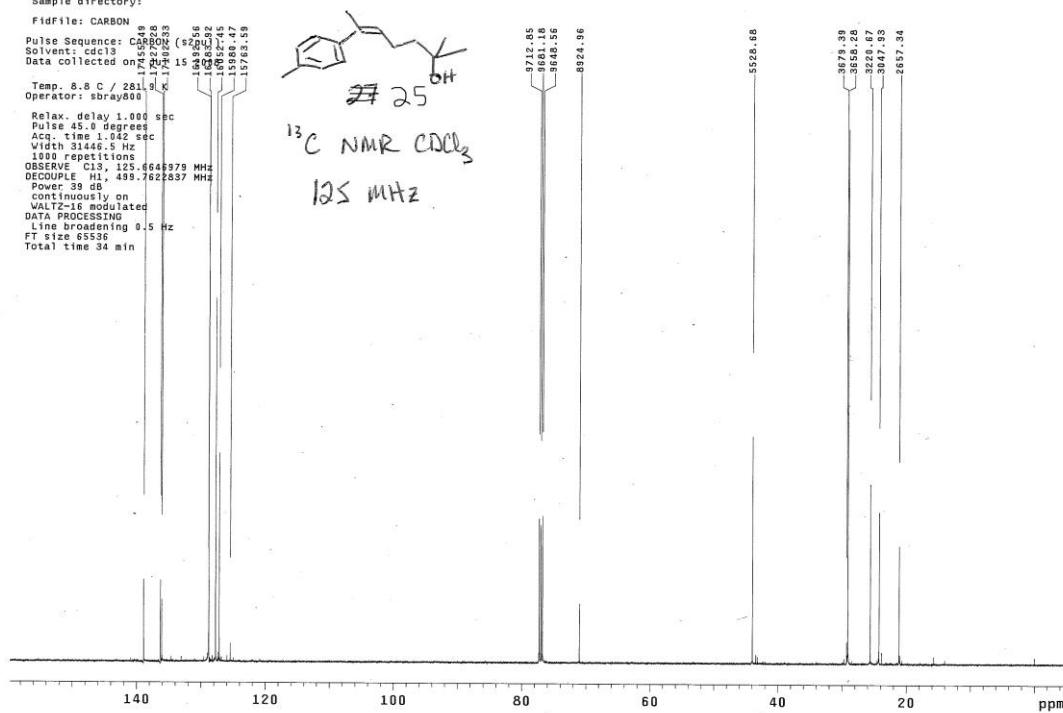 Sample directory:
FidFile: CARBON
Pulse Sequence: CARBON (s2pul)
Solvent: cdcl3
Data collected on:
Temp. 8.8 C / 281.9 K
Operator: sbray800
Relax. delay 1.000 sec
Pulse 45.0 degrees
Acq. time 1.042 sec
Width 31446.5 Hz
1000 repetitions
OBSERVE C13, 125.6646979 MHz
DECOUPLE H1, 499.7622837 MHz
Power 39 dB
continuously on
WALTZ-16 modulated
DATA PROCESSING
Line broadening 0.5 Hz
FT size 65536
Total time 34 min
15980.47
15763.59
OH
25
13C NMR CDCl3
125 MHz
9712.85
9681.18
9648.56
8924.96
5528.68
3679.39
3658.28
3220.67
3047.93
2657.34
140 120 100 80 60 40 20 ppm